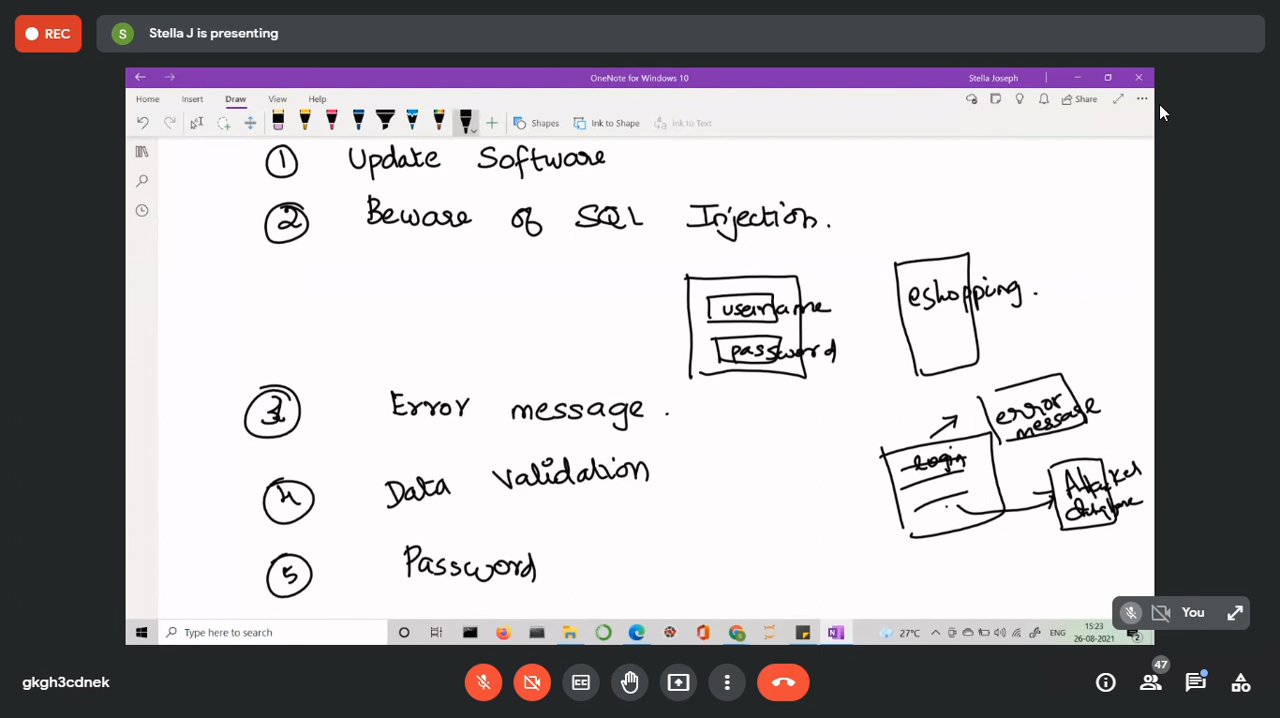 REC
S
Stella J is presenting
OneNote for Windows 10
Stella Joseph
Home Insert Draw View Help
Share
Shapes
Ink to Shape
Ink to Text
1 Update Software
2 Beware of SQL Injection.
username
password
eshopping.
3 Error message.
error
message
Login
Attacker
database
4 Data Validation
5 Password
You
Type here to search
27°C
ENG
15:23
26-08-2021
2
gkgh3cdnek
CC
47